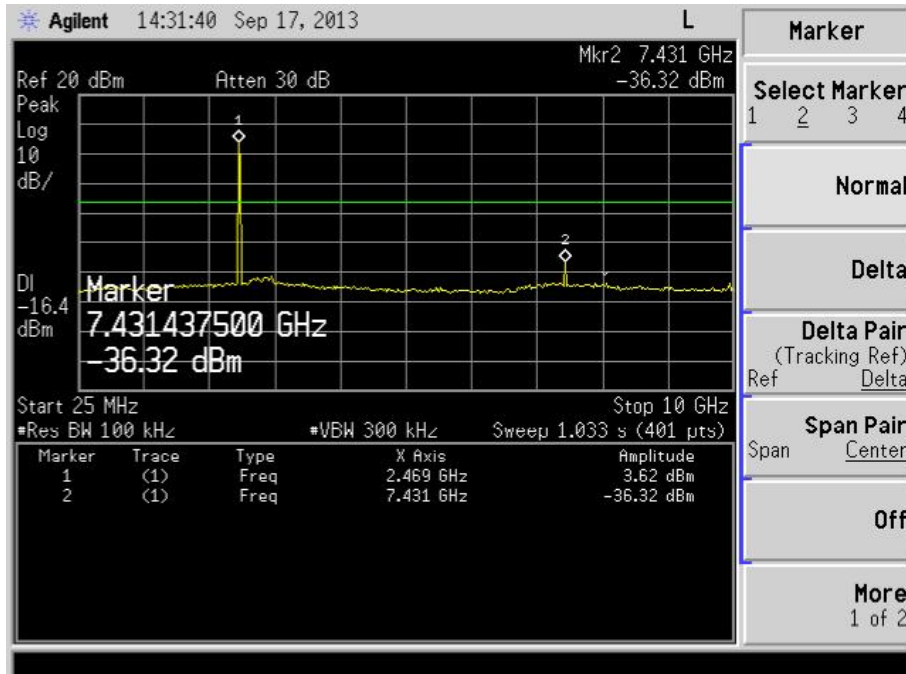 Agilent 14:31:40 Sep 17, 2013 L
Mkr2 7.431 GHz
Ref 20 dBm Atten 30 dB -36.32 dBm
Peak
Log
10
dB/
1
2
DI
-16.4
dBm
Marker
7.431437500 GHz
-36.32 dBm
Start 25 MHz Stop 10 GHz
#Res BW 100 kHz #VBW 300 kHz Sweep 1.033 s (401 pts)
Marker Trace Type X Axis Amplitude
1 (1) Freq 2.469 GHz 3.62 dBm
2 (1) Freq 7.431 GHz -36.32 dBm
Marker
Select Marker
1 2 3 4
Normal
Delta
Delta Pair
(Tracking Ref)
Ref Delta
Span Pair
Span Center
Off
More
1 of 2